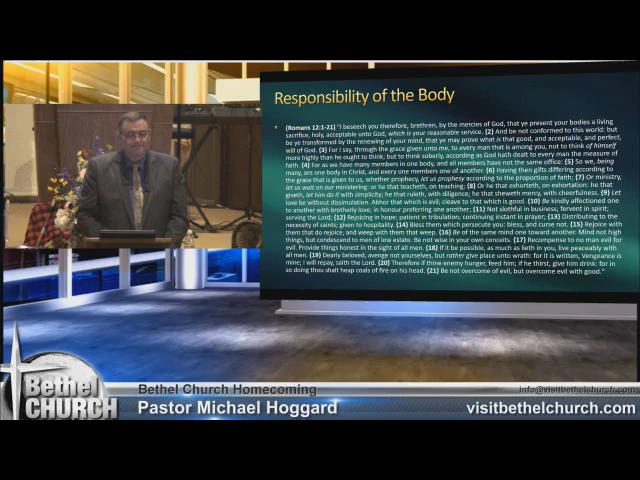 Responsibility of the Body
• (Romans 12:1-21) "I beseech you therefore, brethren, by the mercies of God, that ye present your bodies a living
sacrifice, holy, acceptable unto God, which is your reasonable service. (2) And be not conformed to this world: but
be ye transformed by the renewing of your mind, that ye may prove what is that good, and acceptable, and perfect,
will of God. (3) For I say, through the grace given unto me, to every man that is among you, not to think of himself
more highly than he ought to think; but to think soberly, according as God hath dealt to every man the measure of
faith. (4) For as we have many members in one body, and all members have not the same office: (5) So we, being
many, are one body in Christ, and every one members one of another. (6) Having then gifts differing according to
the grace that is given to us, whether prophecy, let us prophesy according to the proportion of faith; (7) Or ministry,
let us wait on our ministering: or he that teacheth, on teaching; (8) Or he that exhorteth, on exhortation: he that
giveth, let him do it with simplicity; he that ruleth, with diligence; he that sheweth mercy, with cheerfulness. (9) Let
love be without dissimulation. Abhor that which is evil; cleave to that which is good. (10) Be kindly affectioned one
to another with brotherly love; in honour preferring one another; (11) Not slothful in business; fervent in spirit;
serving the Lord; (12) Rejoicing in hope; patient in tribulation; continuing instant in prayer; (13) Distributing to the
necessity of saints; given to hospitality. (14) Bless them which persecute you: bless, and curse not. (15) Rejoice with
them that do rejoice, and weep with them that weep. (16) Be of the same mind one toward another. Mind not high
things, but condescend to men of low estate. Be not wise in your own conceits. (17) Recompense to no man evil for
evil. Provide things honest in the sight of all men. (18) If it be possible, as much as lieth in you, live peaceably with
all men. (19) Dearly beloved, avenge not yourselves, but rather give place unto wrath: for it is written, Vengeance is
mine; I will repay, saith the Lord. (20) Therefore if thine enemy hunger, feed him; if he thirst, give him drink: for in
so doing thou shalt heap coals of fire on his head. (21) Be not overcome of evil, but overcome evil with good."
Bethel
CHURCH
Bethel Church Homecoming
info@visitbethelchurch.com
Pastor Michael Hoggard
visitbethelchurch.com